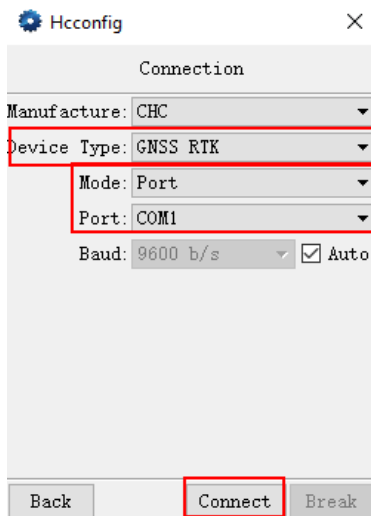 Hcconfig
Connection
Manufacture: CHC
Device Type: GNSS RTK
Mode: Port
Port: COM1
Baud: 9600 b/s Auto
Back Connect Break